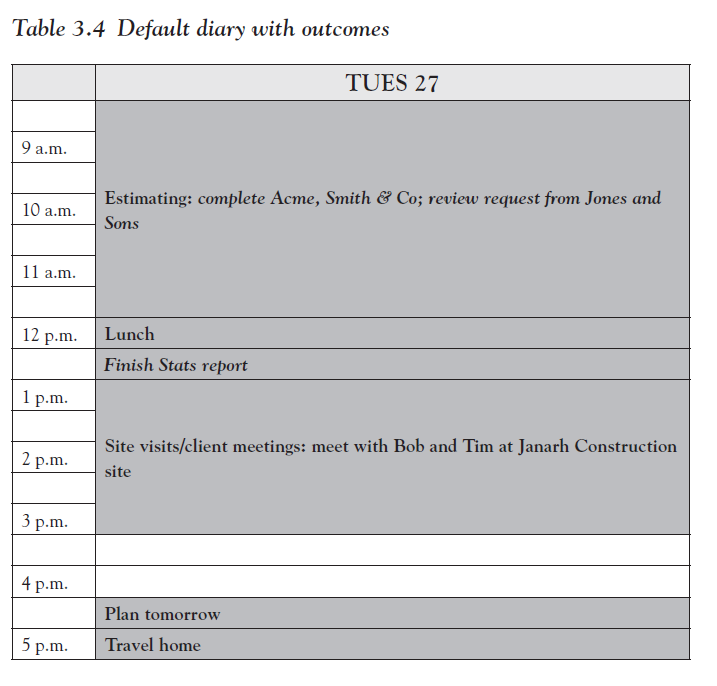 Table 3.4 Default diary with outcomes
TUES 27
9 a.m.
Estimating: complete Acme, Smith & Co; review request from Jones and
Sons
10 a.m.
11 a.m.
12 p.m. Lunch
Finish Stats report
1 p.m.
Site visits/client meetings: meet with Bob and Tim at Janarh Construction
site
2 p.m.
3 p.m.
4 p.m.
Plan tomorrow
5 p.m. Travel home